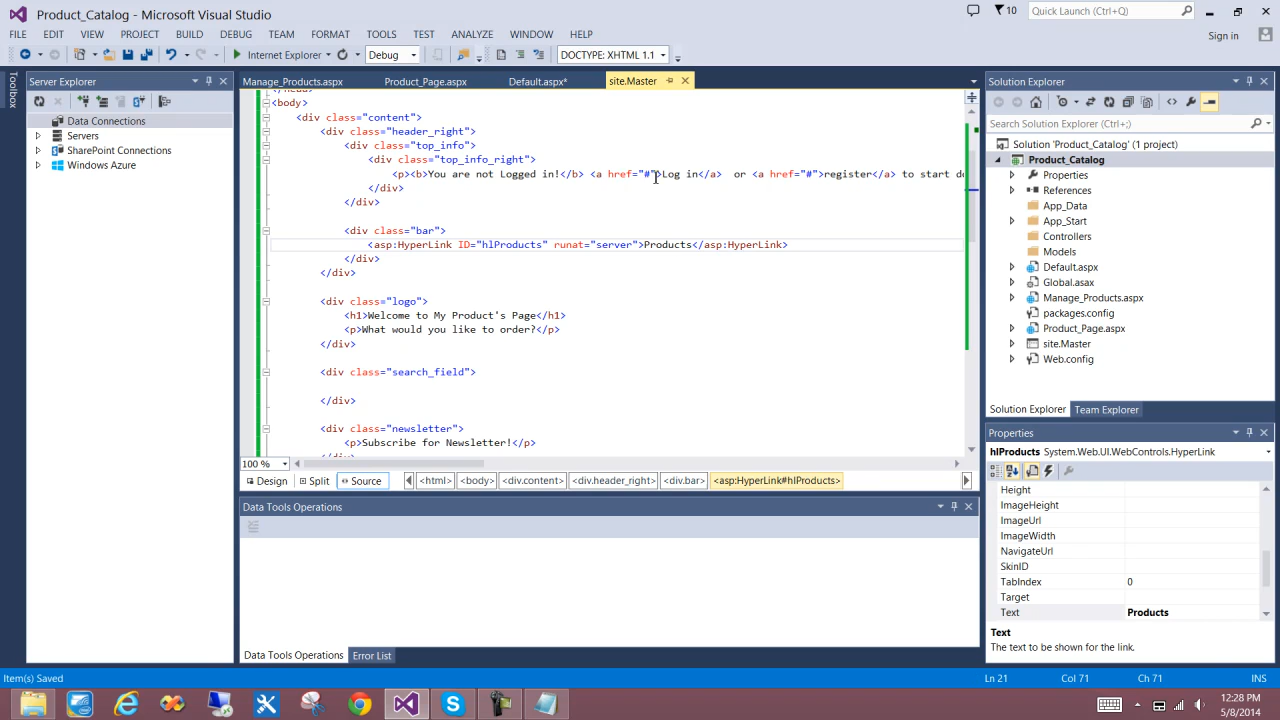 Product_Catalog - Microsoft Visual Studio
10
Quick Launch (Ctrl+Q)
FILE EDIT VIEW PROJECT BUILD DEBUG TEAM FORMAT TOOLS TEST ANALYZE WINDOW HELP
Sign in
Internet Explorer
Debug
DOCTYPE: XHTML 1.1
Toolbox
Server Explorer
Data Connections
Servers
SharePoint Connections
Windows Azure
Manage_Products.aspx Product_Page.aspx Default.aspx* site.Master
<body>
<div class="content">
<div class="header_right">
<div class="top_info">
<div class="top_info_right">
<p><b>You are not Logged in!</b> <a href="#">Log in</a> or <a href="#">register</a> to start do
</div>
</div>
<div class="bar">
<asp:HyperLink ID="hlProducts" runat="server">Products</asp:HyperLink>
</div>
</div>
<div class="logo">
<h1>Welcome to My Product's Page</h1>
<p>What would you like to order?</p>
</div>
<div class="search_field">
</div>
<div class="newsletter">
<p>Subscribe for Newsletter!</p>
100 %
Design Split Source
<html> <body> <div.content> <div.header_right> <div.bar> <asp:HyperLink#hlProducts>
Data Tools Operations
Data Tools Operations Error List
Solution Explorer
Search Solution Explorer (Ctrl+;)
Solution 'Product_Catalog' (1 project)
Product_Catalog
Properties
References
App_Data
App_Start
Controllers
Models
Default.aspx
Global.asax
Manage_Products.aspx
packages.config
Product_Page.aspx
site.Master
Web.config
Solution Explorer Team Explorer
Properties
hlProducts System.Web.UI.WebControls.HyperLink
Height
ImageHeight
ImageUrl
ImageWidth
NavigateUrl
SkinID
TabIndex 0
Target
Text Products
Text
The text to be shown for the link.
Item(s) Saved
Ln 21 Col 71 Ch 71 INS
12:28 PM
5/8/2014